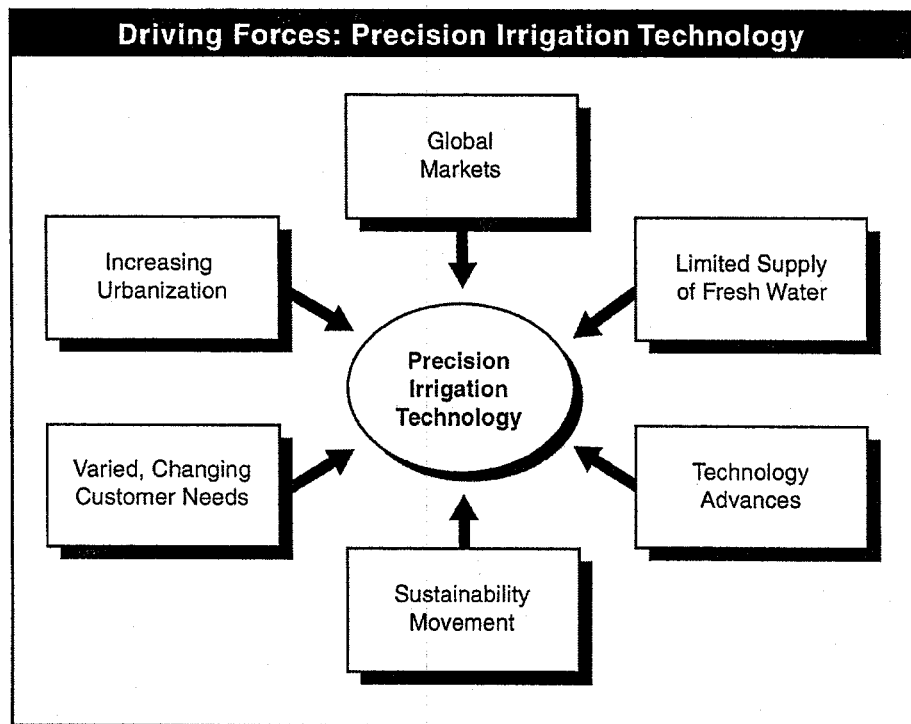 Driving Forces: Precision Irrigation Technology
Global
Markets
Increasing
Urbanization
Limited Supply
of Fresh Water
Precision
Irrigation
Technology
Varied, Changing
Customer Needs
Technology
Advances
Sustainability
Movement